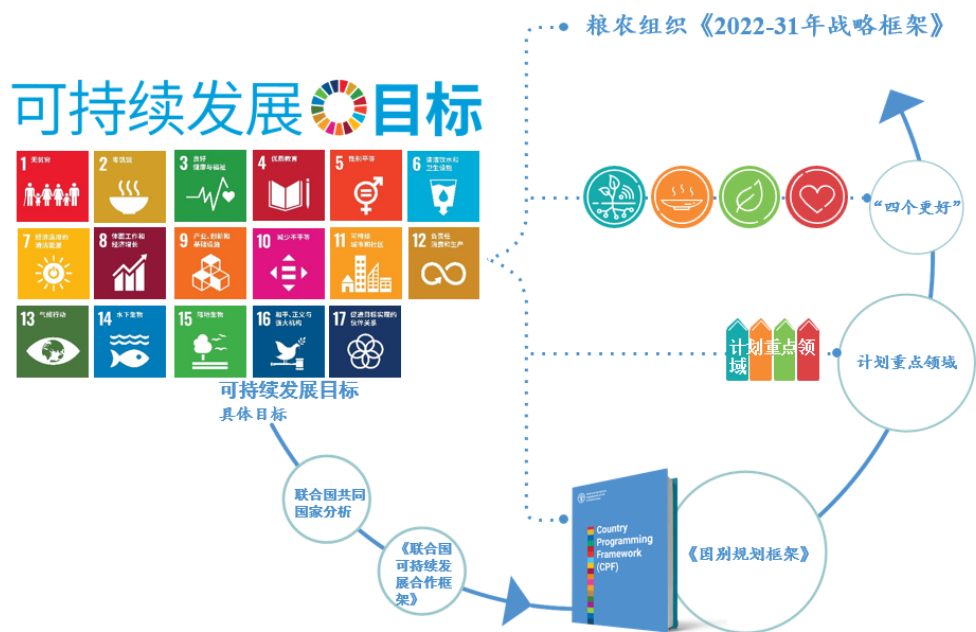 粮农组织《2022-31年战略框架》
可持续发展目标
1 无贫穷
2 零饥饿
3 良好
健康与福祉
4 优质教育
5 性别平等
6 清洁饮水和
卫生设施
7 经济适用的
清洁能源
8 体面工作和
经济增长
9 产业、创新和
基础设施
10 减少不平等
11 可持续
城市和社区
12 负责任
消费和生产
13 气候行动
14 水下生物
15 陆地生物
16 和平、正义与
强大机构
17 促进目标实现的
伙伴关系
可持续发展目标
具体目标
“四个更好”
计划重点领
域
计划重点领域
联合国共同
国家分析
《联合国
可持续发
展合作框
架》
Country
Programming
Framework
(CPF)
《国别规划框架》